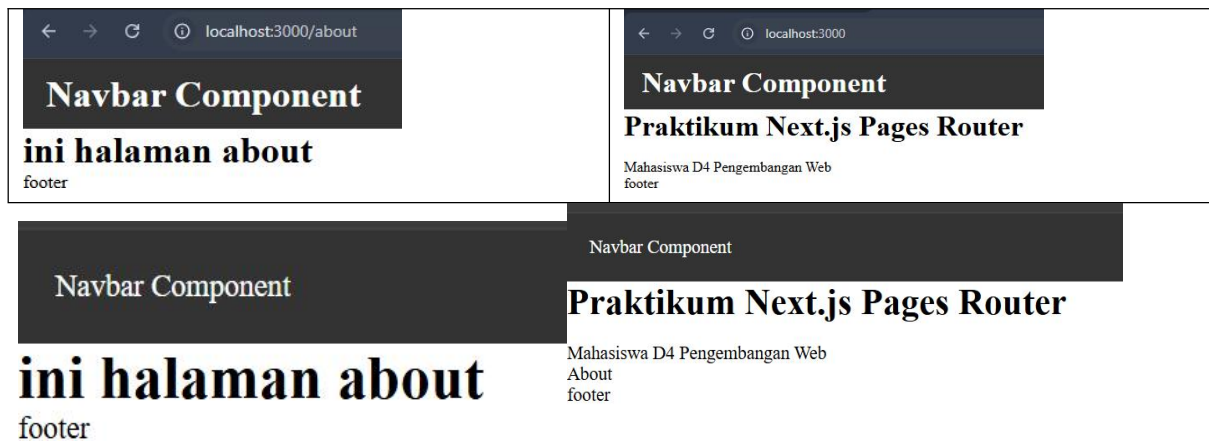 localhost:3000/about
Navbar Component
ini halaman about
footer
localhost:3000
Navbar Component
Praktikum Next.js Pages Router
Mahasiswa D4 Pengembangan Web
footer
Navbar Component
ini halaman about
footer
Navbar Component
Praktikum Next.js Pages Router
Mahasiswa D4 Pengembangan Web
About
footer